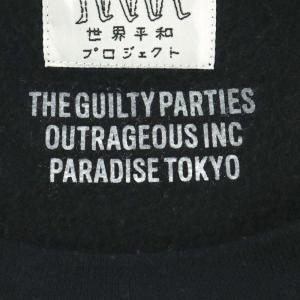 世界平和
プロジェクト
THE GUILTY PARTIES
OUTRAGEOUS INC
PARADISE TOKYO